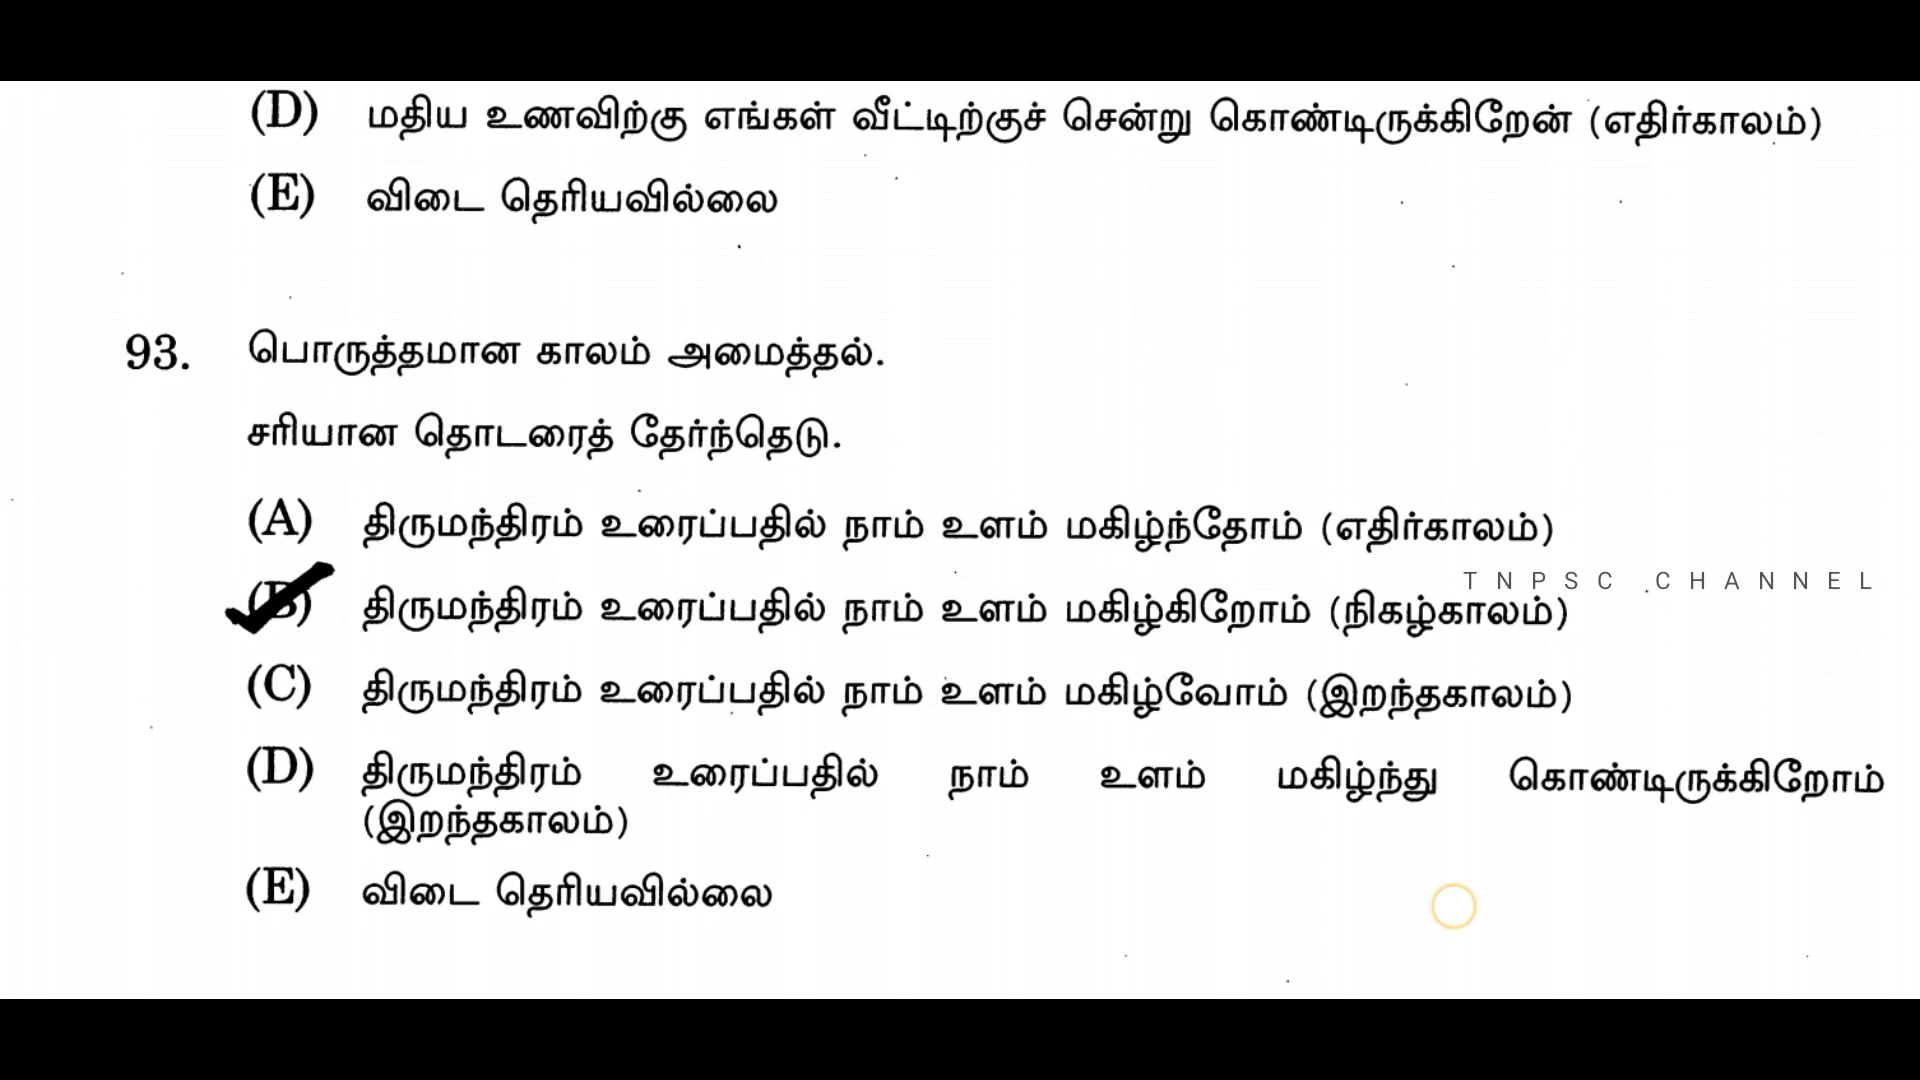 (D) மதிய உணவிற்கு எங்கள் வீட்டிற்குச் சென்று கொண்டிருக்கிறேன் (எதிர்காலம்)
(E) விடை தெரியவில்லை
93. பொருத்தமான காலம் அமைத்தல்.
சரியான தொடரைத் தேர்ந்தெடு.
(A) திருமந்திரம் உரைப்பதில் நாம் உளம் மகிழ்ந்தோம் (எதிர்காலம்)
TNPSC CHANNEL
(B) திருமந்திரம் உரைப்பதில் நாம் உளம் மகிழ்கிறோம் (நிகழ்காலம்)
(C) திருமந்திரம் உரைப்பதில் நாம் உளம் மகிழ்வோம் (இறந்தகாலம்)
(D) திருமந்திரம் உரைப்பதில் நாம் உளம் மகிழ்ந்து கொண்டிருக்கிறோம்
(இறந்தகாலம்)
(E) விடை தெரியவில்லை